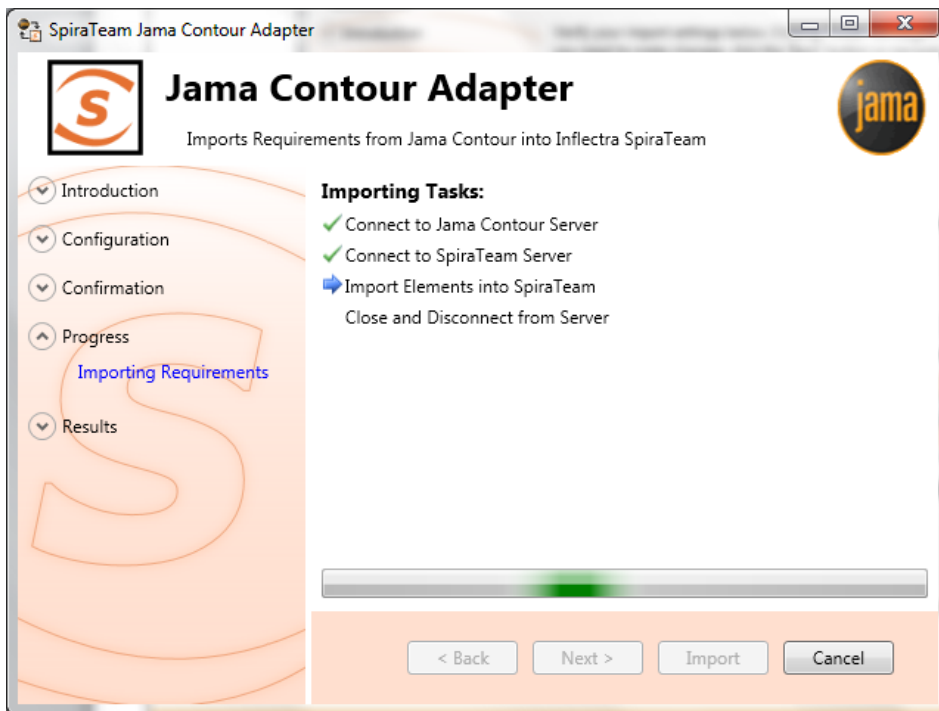 SpiraTeam Jama Contour Adapter
S
Jama Contour Adapter
jama
Imports Requirements from Jama Contour into Inflectra SpiraTeam
Introduction
Configuration
Confirmation
Progress
Importing Requirements
Results
Importing Tasks:
Connect to Jama Contour Server
Connect to SpiraTeam Server
Import Elements into SpiraTeam
Close and Disconnect from Server
< Back
Next >
Import
Cancel